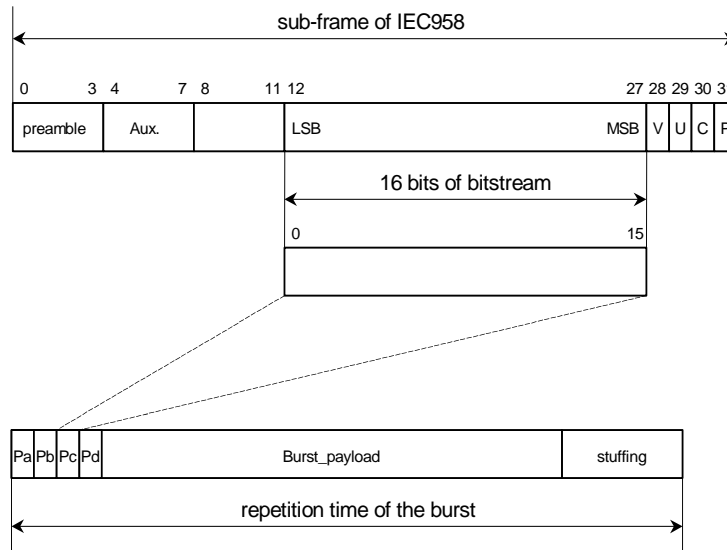 sub-frame of IEC958
0 3 4 7 8 11 12 27 28 29 30 3
preamble Aux. LSB MSB V U C P
16 bits of bitstream
0 15
Pa Pb Pc Pd Burst_payload stuffing
repetition time of the burst